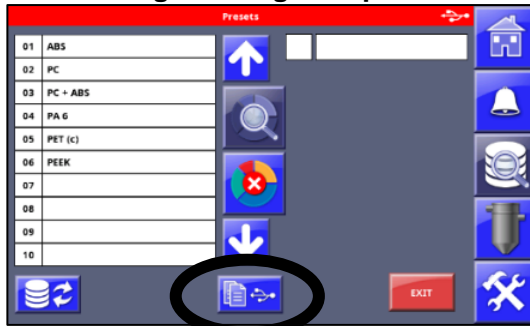 Presets
01 ABS
02 PC
03 PC + ABS
04 PA 6
05 PET (c)
06 PEEK
07
08
09
10
EXIT